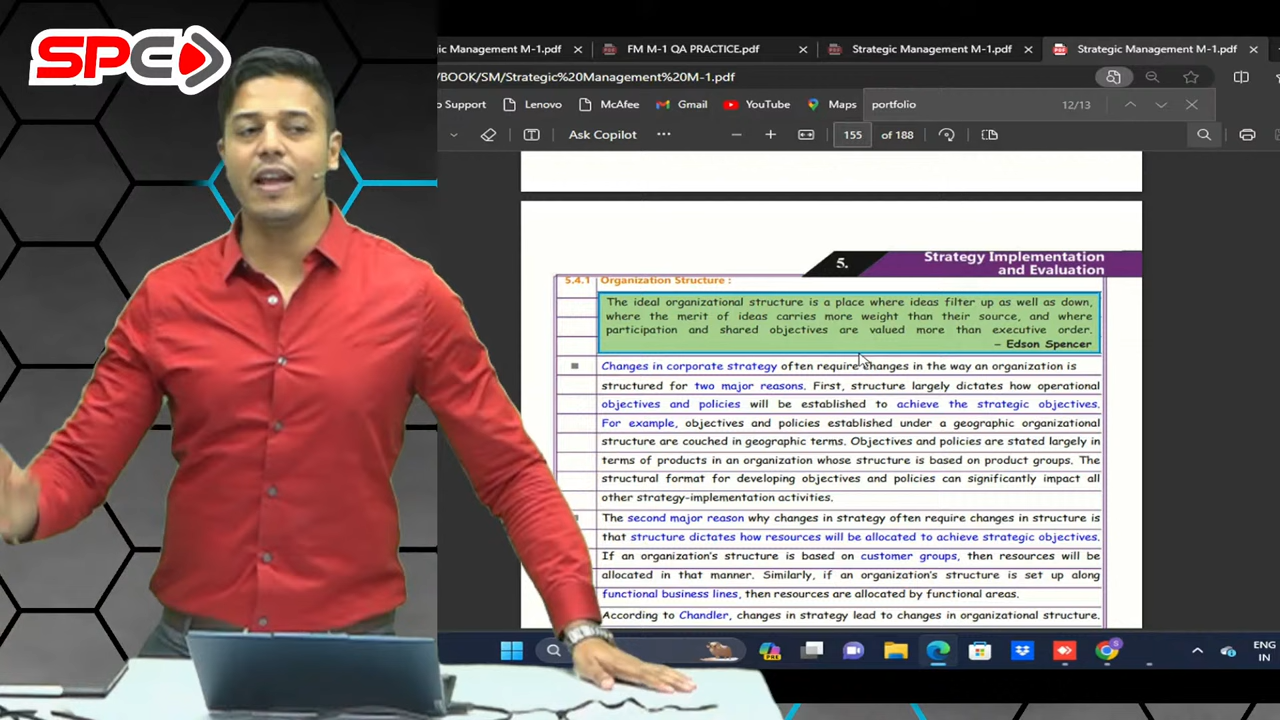 SPED
gic Management M-1.pdf
FM M-1 QA PRACTICE.pdf
Strategic Management M-1.pdf
Strategic Management M-1.pdf
/BOOK/SM/Strategic%20Management%20M-1.pdf
o Support
Lenovo
McAfee
Gmail
YouTube
Maps
portfolio
12/13
Ask Copilot
155
of 188
5.
Strategy Implementation
and Evaluation
5.4.1 Organization Structure :
The ideal organizational structure is a place where ideas filter up as well as down,
where the merit of ideas carries more weight than their source, and where
participation and shared objectives are valued more than executive order.
– Edson Spencer
Changes in corporate strategy often require changes in the way an organization is
structured for two major reasons. First, structure largely dictates how operational
objectives and policies will be established to achieve the strategic objectives.
For example, objectives and policies established under a geographic organizational
structure are couched in geographic terms. Objectives and policies are stated largely in
terms of products in an organization whose structure is based on product groups. The
structural format for developing objectives and policies can significantly impact all
other strategy-implementation activities.
The second major reason why changes in strategy often require changes in structure is
that structure dictates how resources will be allocated to achieve strategic objectives.
If an organization's structure is based on customer groups, then resources will be
allocated in that manner. Similarly, if an organization's structure is set up along
functional business lines, then resources are allocated by functional areas.
According to Chandler, changes in strategy lead to changes in organizational structure.
Search
ENG
IN